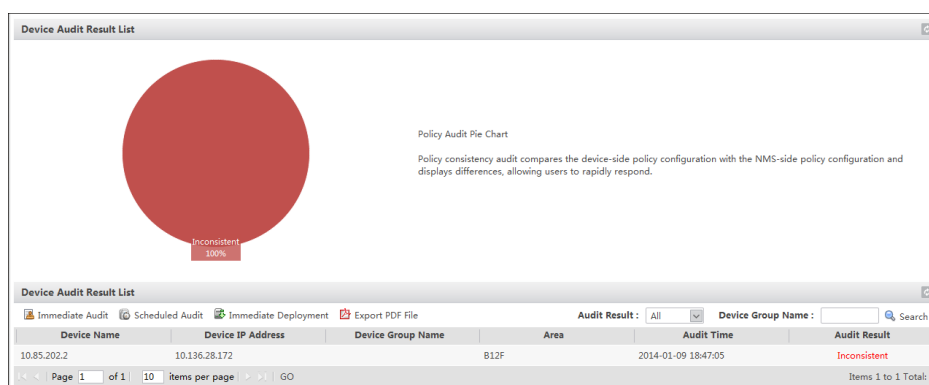 Device Audit Result List
Policy Audit Pie Chart
Policy consistency audit compares the device-side policy configuration with the NMS-side policy configuration and
displays differences, allowing users to rapidly respond.
Inconsistent
100%
Device Audit Result List
Immediate Audit Scheduled Audit Immediate Deployment Export PDF File Audit Result : All Device Group Name : Search
Device Name Device IP Address Device Group Name Area Audit Time Audit Result
10.85.202.2 10.136.28.172 B12F 2014-01-09 18:47:05 Inconsistent
Page 1 of 1 10 items per page GO Items 1 to 1 Total: